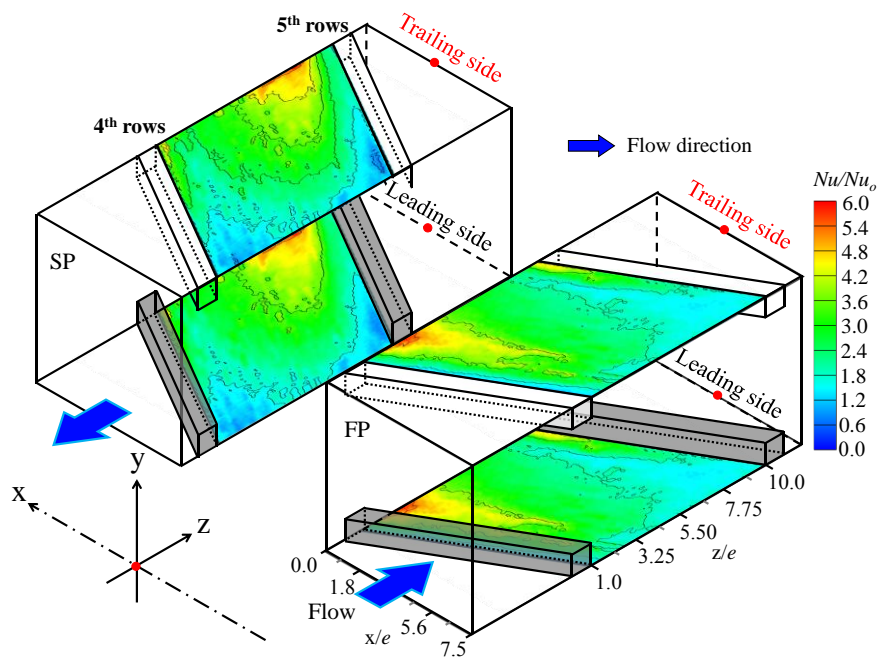 5th rows
Trailing side
4th rows
Flow direction
Nu/Nuo
6.0
5.4
4.8
4.2
3.6
3.0
2.4
1.8
1.2
0.6
0.0
Leading side
SP
Trailing side
Leading side
FP
y
x
z
10.0
7.75
5.50
3.25
1.0
z/e
0.0
1.8
5.6
7.5
x/e
Flow